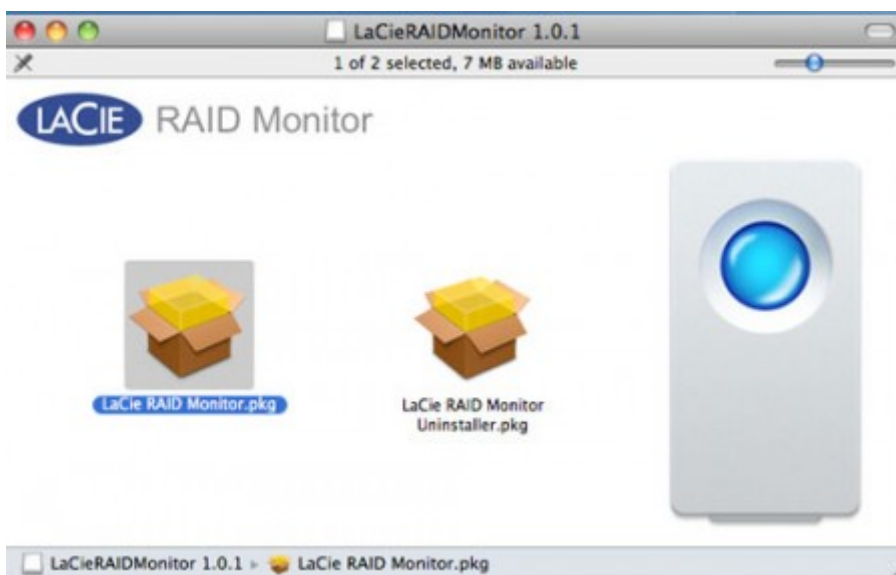 LaCieRAIDMonitor 1.0.1
1 of 2 selected, 7 MB available
LACIE RAID Monitor
LaCie RAID Monitor.pkg
LaCie RAID Monitor
Uninstaller.pkg
LaCieRAIDMonitor 1.0.1 ▸ LaCie RAID Monitor.pkg